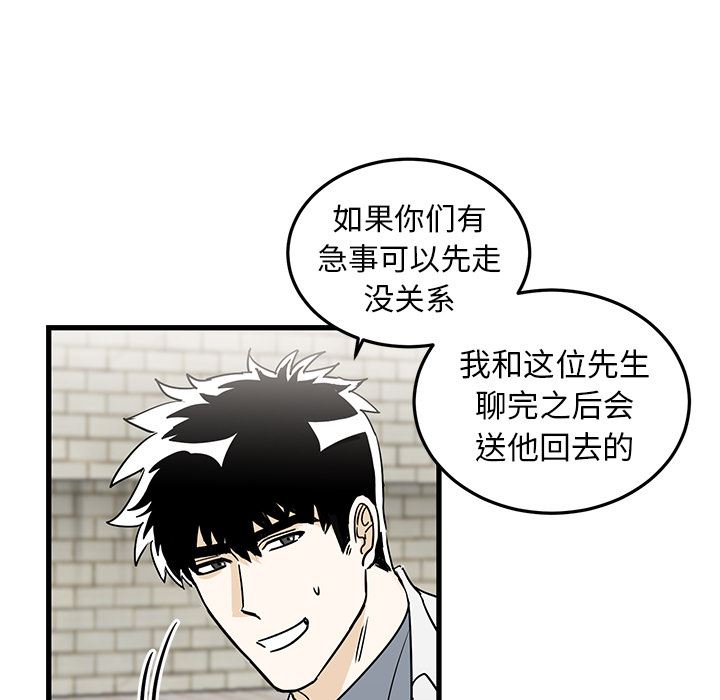 如果你们有
急事可以先走
没关系
我和这位先生
聊完之后会
送他回去的